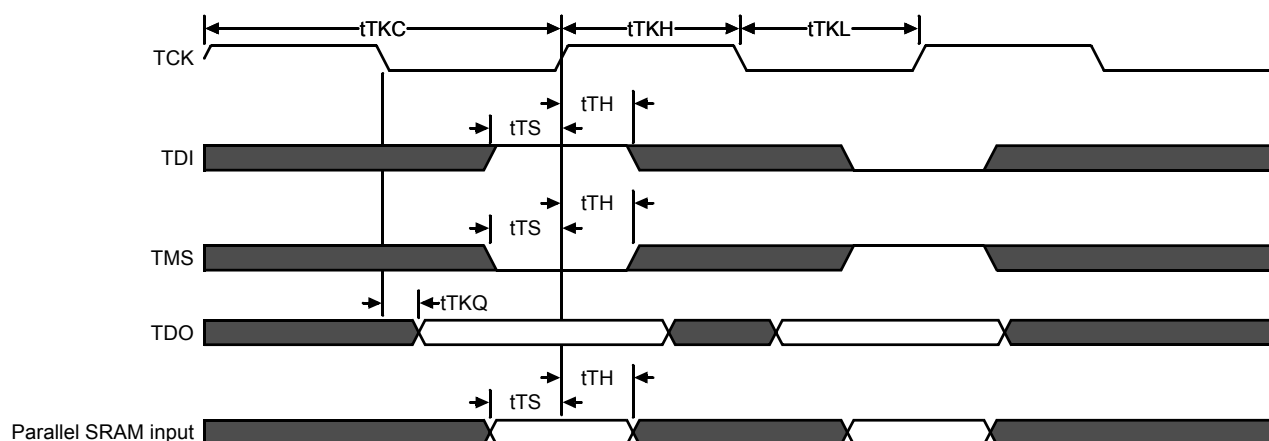 tTKC
tTKH
tTKL
TCK
tTH
tTS
TDI
tTH
tTS
TMS
tTKQ
TDO
tTH
tTS
Parallel SRAM input